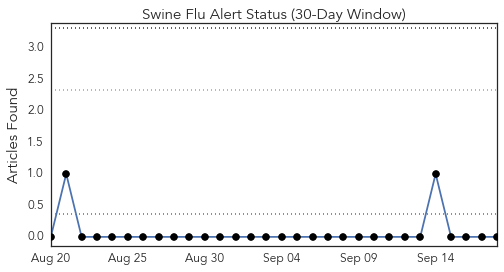 Swine Flu Alert Status (30-Day Window)
Articles Found
3.0
2.5
2.0
1.5
1.0
0.5
0.0
Aug 20
Aug 25
Aug 30
Sep 04
Sep 09
Sep 14